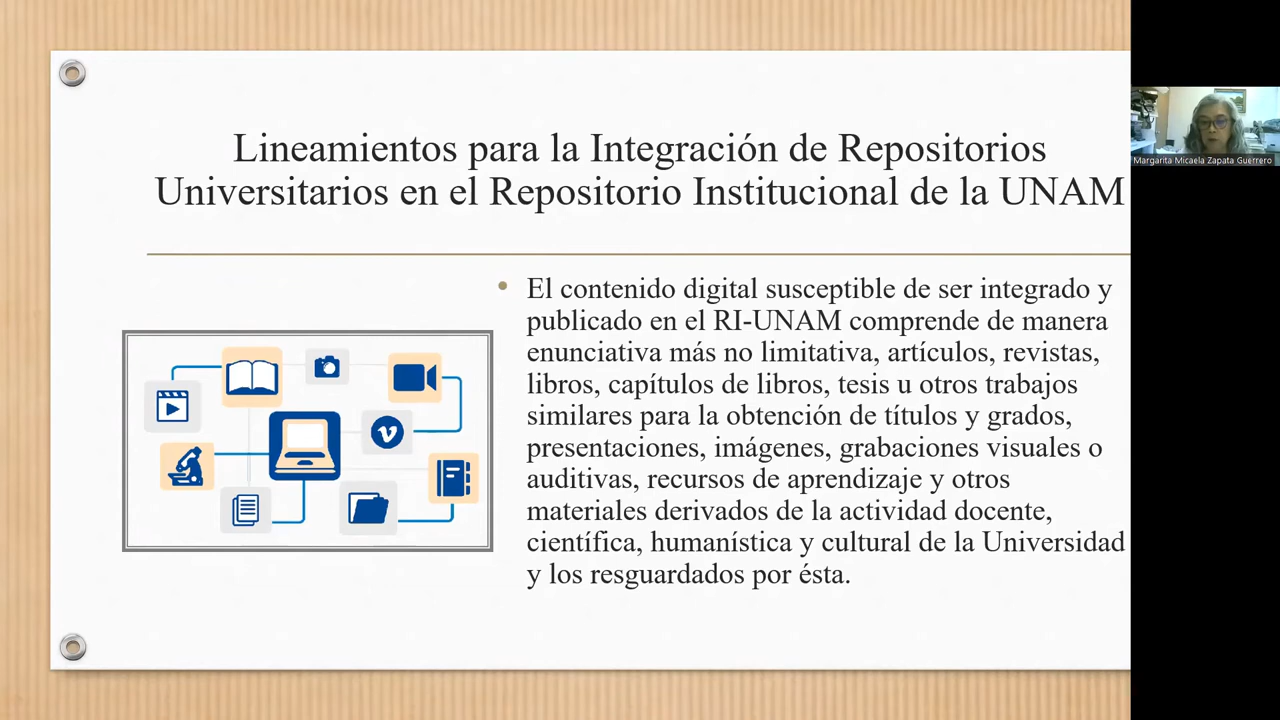 Lineamientos para la Integración de Repositorios
Universitarios en el Repositorio Institucional de la UNAM
• El contenido digital susceptible de ser integrado y
publicado en el RI-UNAM comprende de manera
enunciativa más no limitativa, artículos, revistas,
libros, capítulos de libros, tesis u otros trabajos
similares para la obtención de títulos y grados,
presentaciones, imágenes, grabaciones visuales o
auditivas, recursos de aprendizaje y otros
materiales derivados de la actividad docente,
científica, humanística y cultural de la Universidad
y los resguardados por ésta.
Margarita Micaela Zapata Guerrero